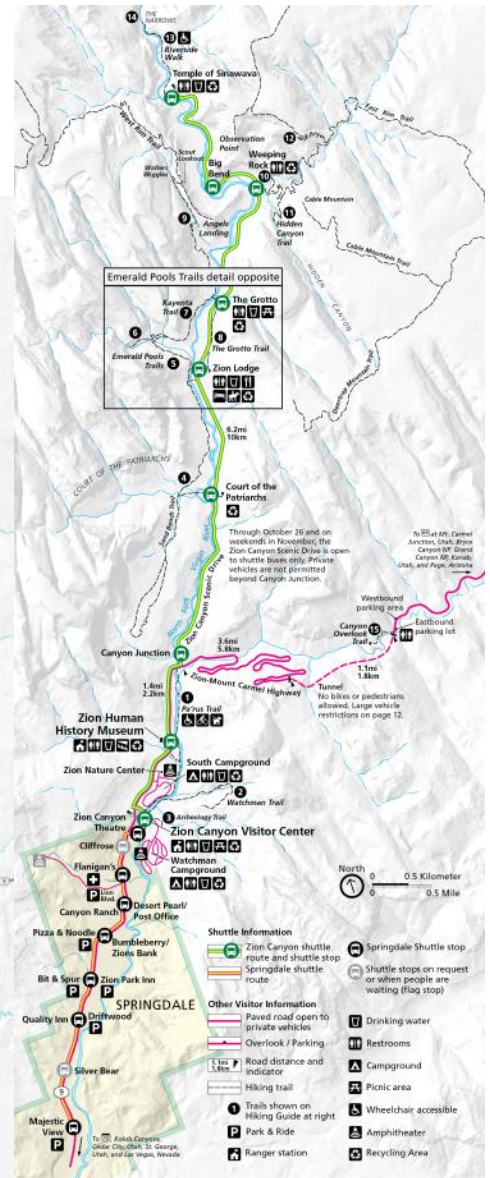 14
THE
NARROWS
13
Riverside
Walk
Temple of Sinawava
West Rim Trail
Scout
Lookout
Walters
Wiggles
Observation
Point
12
East Rim Trail
Big
Bend
Weeping
Rock
10
9
Angels
Landing
11
Hidden
Canyon
Trail
Cable Mountain
Cable Mountain Trail
HIDDEN CANYON
Deertrap Mountain Trail
Emerald Pools Trails detail opposite
Kayenta
Trail
7
The Grotto
6
8
The Grotto Trail
Emerald Pools
Trails
5
Zion Lodge
6.2mi
10km
COURT OF THE PATRIARCHS
4
Court of the
Patriarchs
Sand Bench Trail
North Fork Virgin River
Zion Canyon Scenic Drive
Through October 26 and on
weekends in November, the
Zion Canyon Scenic Drive is open
to shuttle buses only. Private
vehicles are not permitted
beyond Canyon Junction.
at Mt. Carmel
Junction, Utah, Bryce
Canyon NP, Grand
Canyon NP, Kanab,
Utah, and Page, Arizona
Westbound
parking area
Canyon
Overlook
Trail
15
Eastbound
parking lot
Canyon Junction
3.6mi
5.8km
1.1mi
1.8km
Zion-Mount Carmel Highway
Tunnel
No bikes or pedestrians
allowed. Large vehicle
restrictions on page 12.
1.4mi
2.2km
1
Pa'rus Trail
Zion Human
History Museum
South Campground
Zion Nature Center
2
Watchman Trail
Zion Canyon
Theatre
3
Archeology Trail
Zion Canyon Visitor Center
Cliffrose
Watchman
Campground
Flanigan's
Lion
Blvd.
P
Canyon Ranch
Desert Pearl/
Post Office
Pizza & Noodle
P
Bumbleberry/
Zions Bank
Bit & Spur
P
Zion Park Inn
P
SPRINGDALE
Quality Inn
Driftwood
P
Silver Bear
9
Majestic
View
P
To
Kolob Canyons,
Cedar City, Utah, St. George,
Utah, and Las Vegas, Nevada
North
0
0.5 Kilometer
0
0.5 Mile
Shuttle Information
Zion Canyon shuttle
route and shuttle stop
Springdale shuttle
route
Springdale Shuttle stop
Shuttle stops on request
or when people are
waiting (flag stop)
Other Visitor Information
Paved road open to
private vehicles
Overlook / Parking
1.1mi
1.8km
Road distance and
indicator
Hiking trail
1
Trails shown on
Hiking Guide at right
P
Park & Ride
Ranger station
Drinking water
Restrooms
Campground
Picnic area
Wheelchair accessible
Amphitheater
Recycling Area